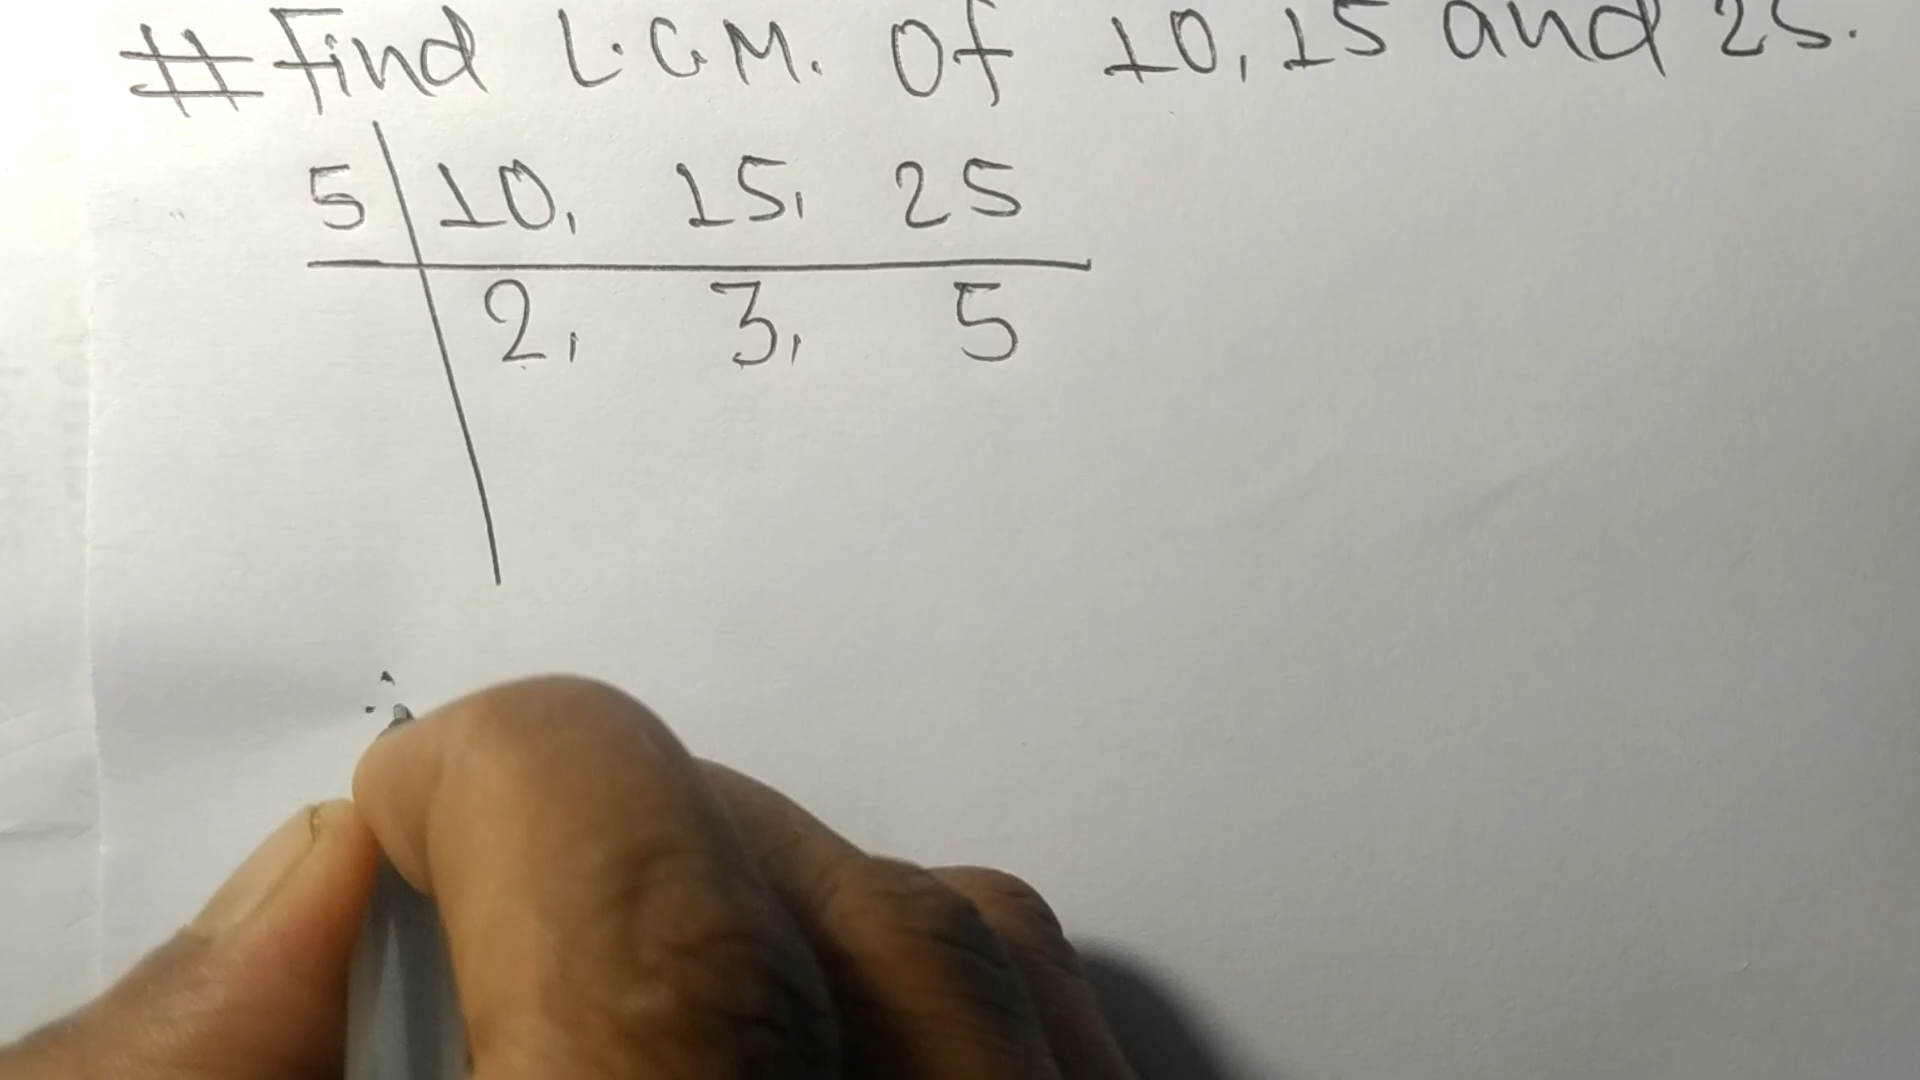 # Find L.C.M. Of 10, 15 and 25.
5 10, 15, 25
2, 3, 5